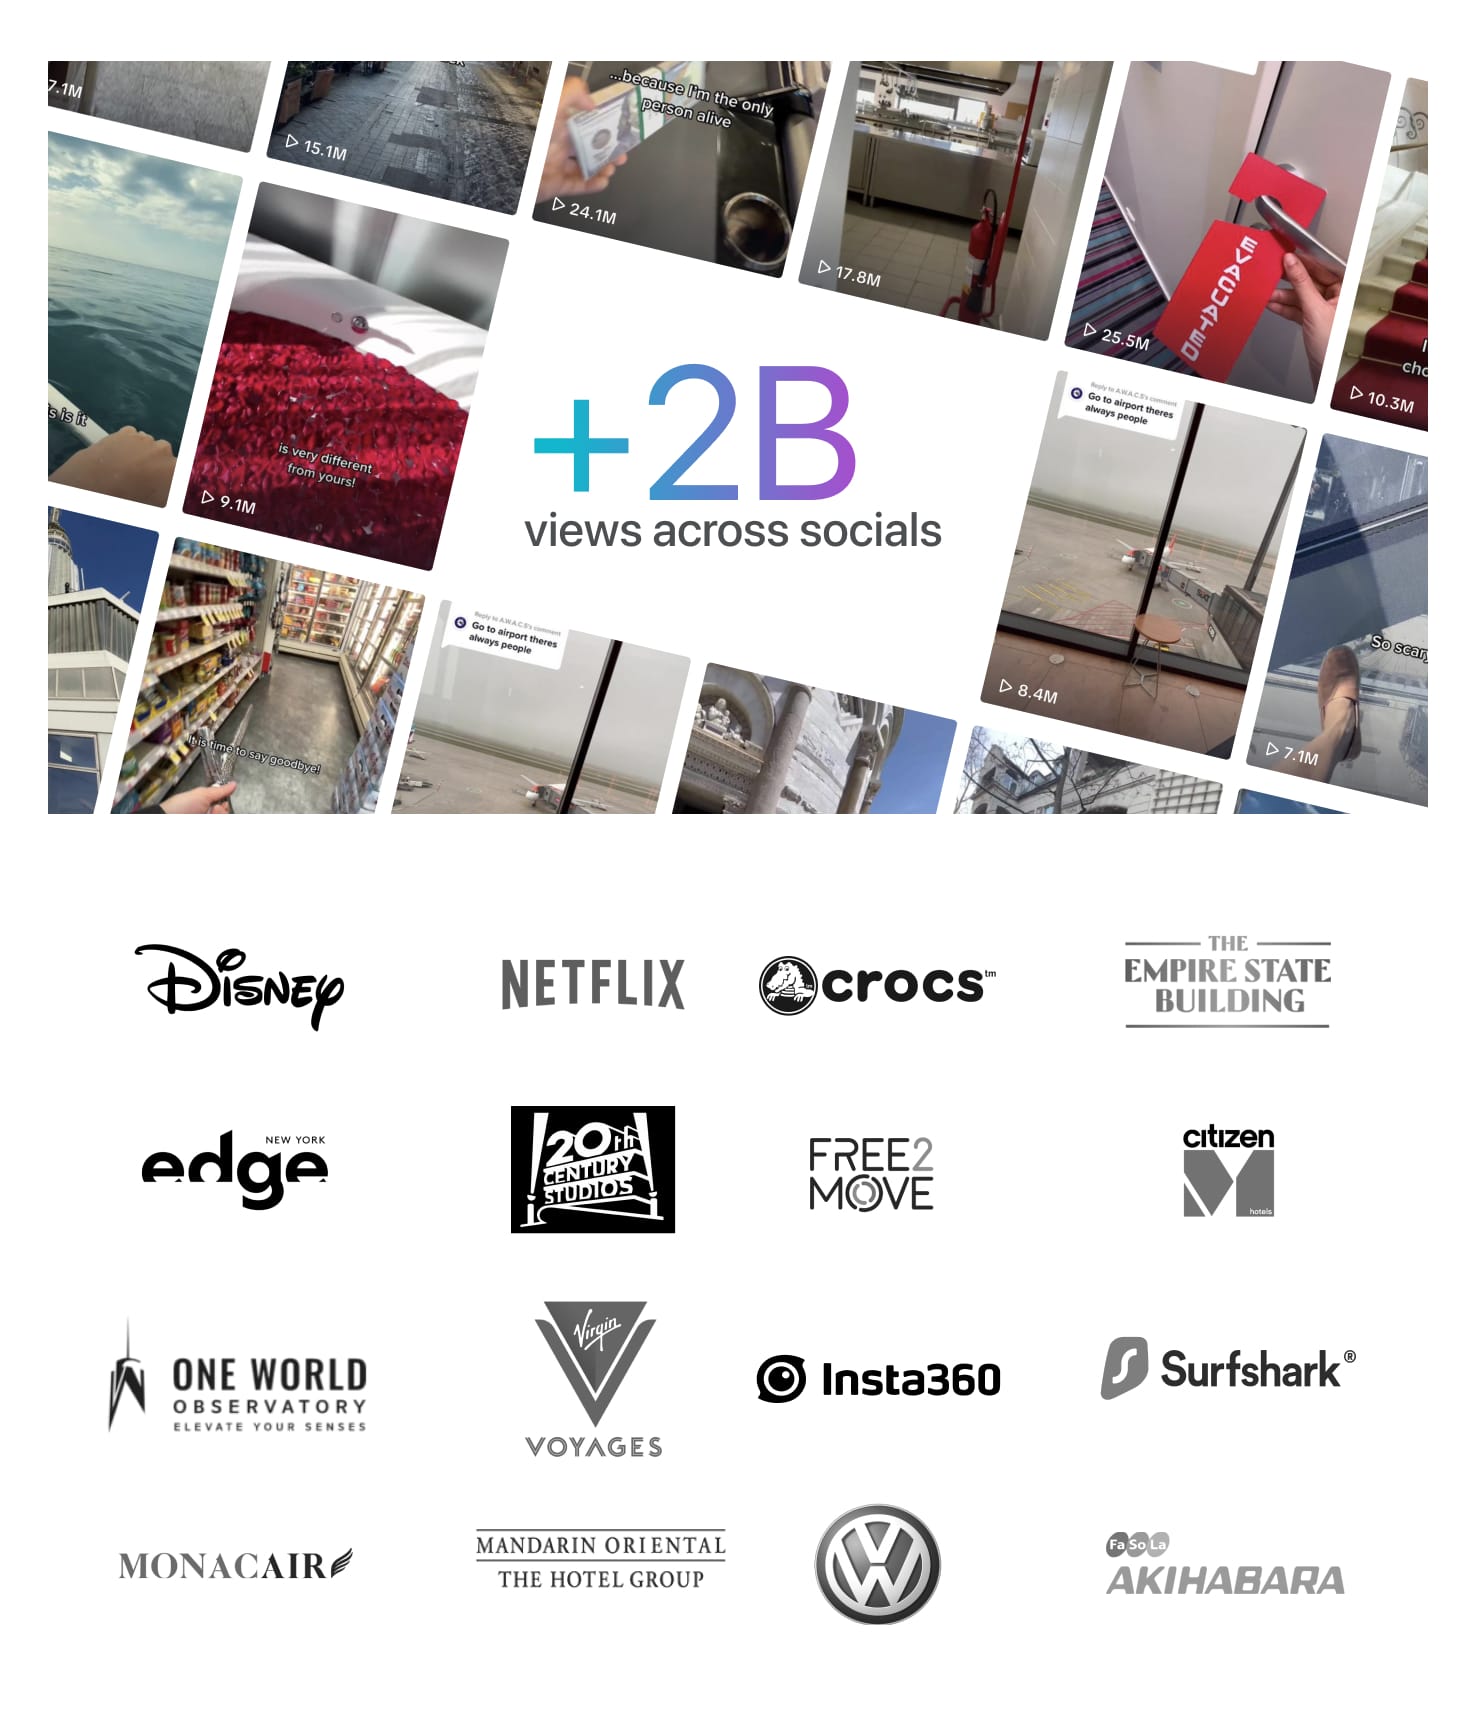 7.1M
15.1M
...because I'm the only
person alive
24.1M
17.8M
EVACUATED
25.5M
10.3M
s is it
is very different
from yours!
9.1M
+2B
views across socials
Reply to A.W.A.C.S's comment
Go to airport theres
always people
8.4M
So scary
7.1M
It is time to say goodbye!
Reply to A.W.A.C.S's comment
Go to airport theres
always people
DISNEY
NETFLIX
crocs™
THE
EMPIRE STATE
BUILDING
edge
NEW YORK
20th
CENTURY
STUDIOS
FREE2
MOVE
citizen
M
hotels
ONE WORLD
OBSERVATORY
ELEVATE YOUR SENSES
Virgin
VOYAGES
Insta360
Surfshark®
MONACAIR
MANDARIN ORIENTAL
THE HOTEL GROUP
VW
Fa So La
AKIHABARA